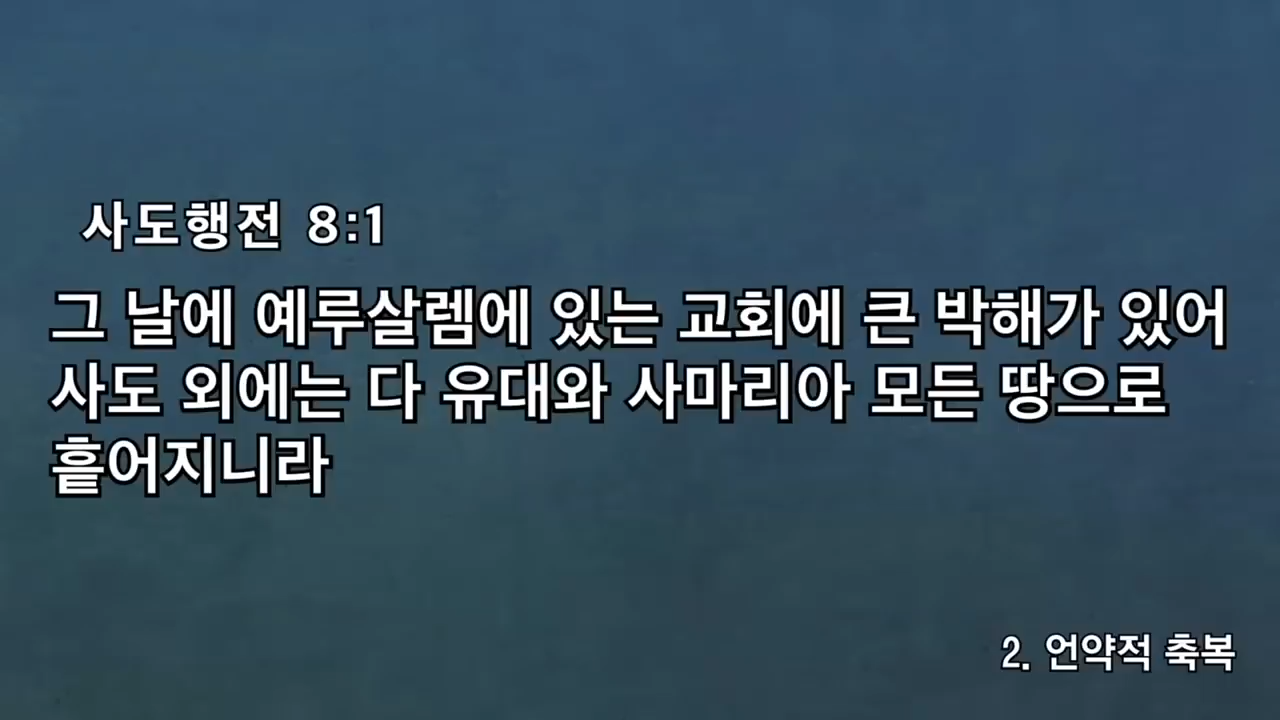 사도행전 8:1
그 날에 예루살렘에 있는 교회에 큰 박해가 있어
사도 외에는 다 유대와 사마리아 모든 땅으로
흩어지니라
2. 언약적 축복